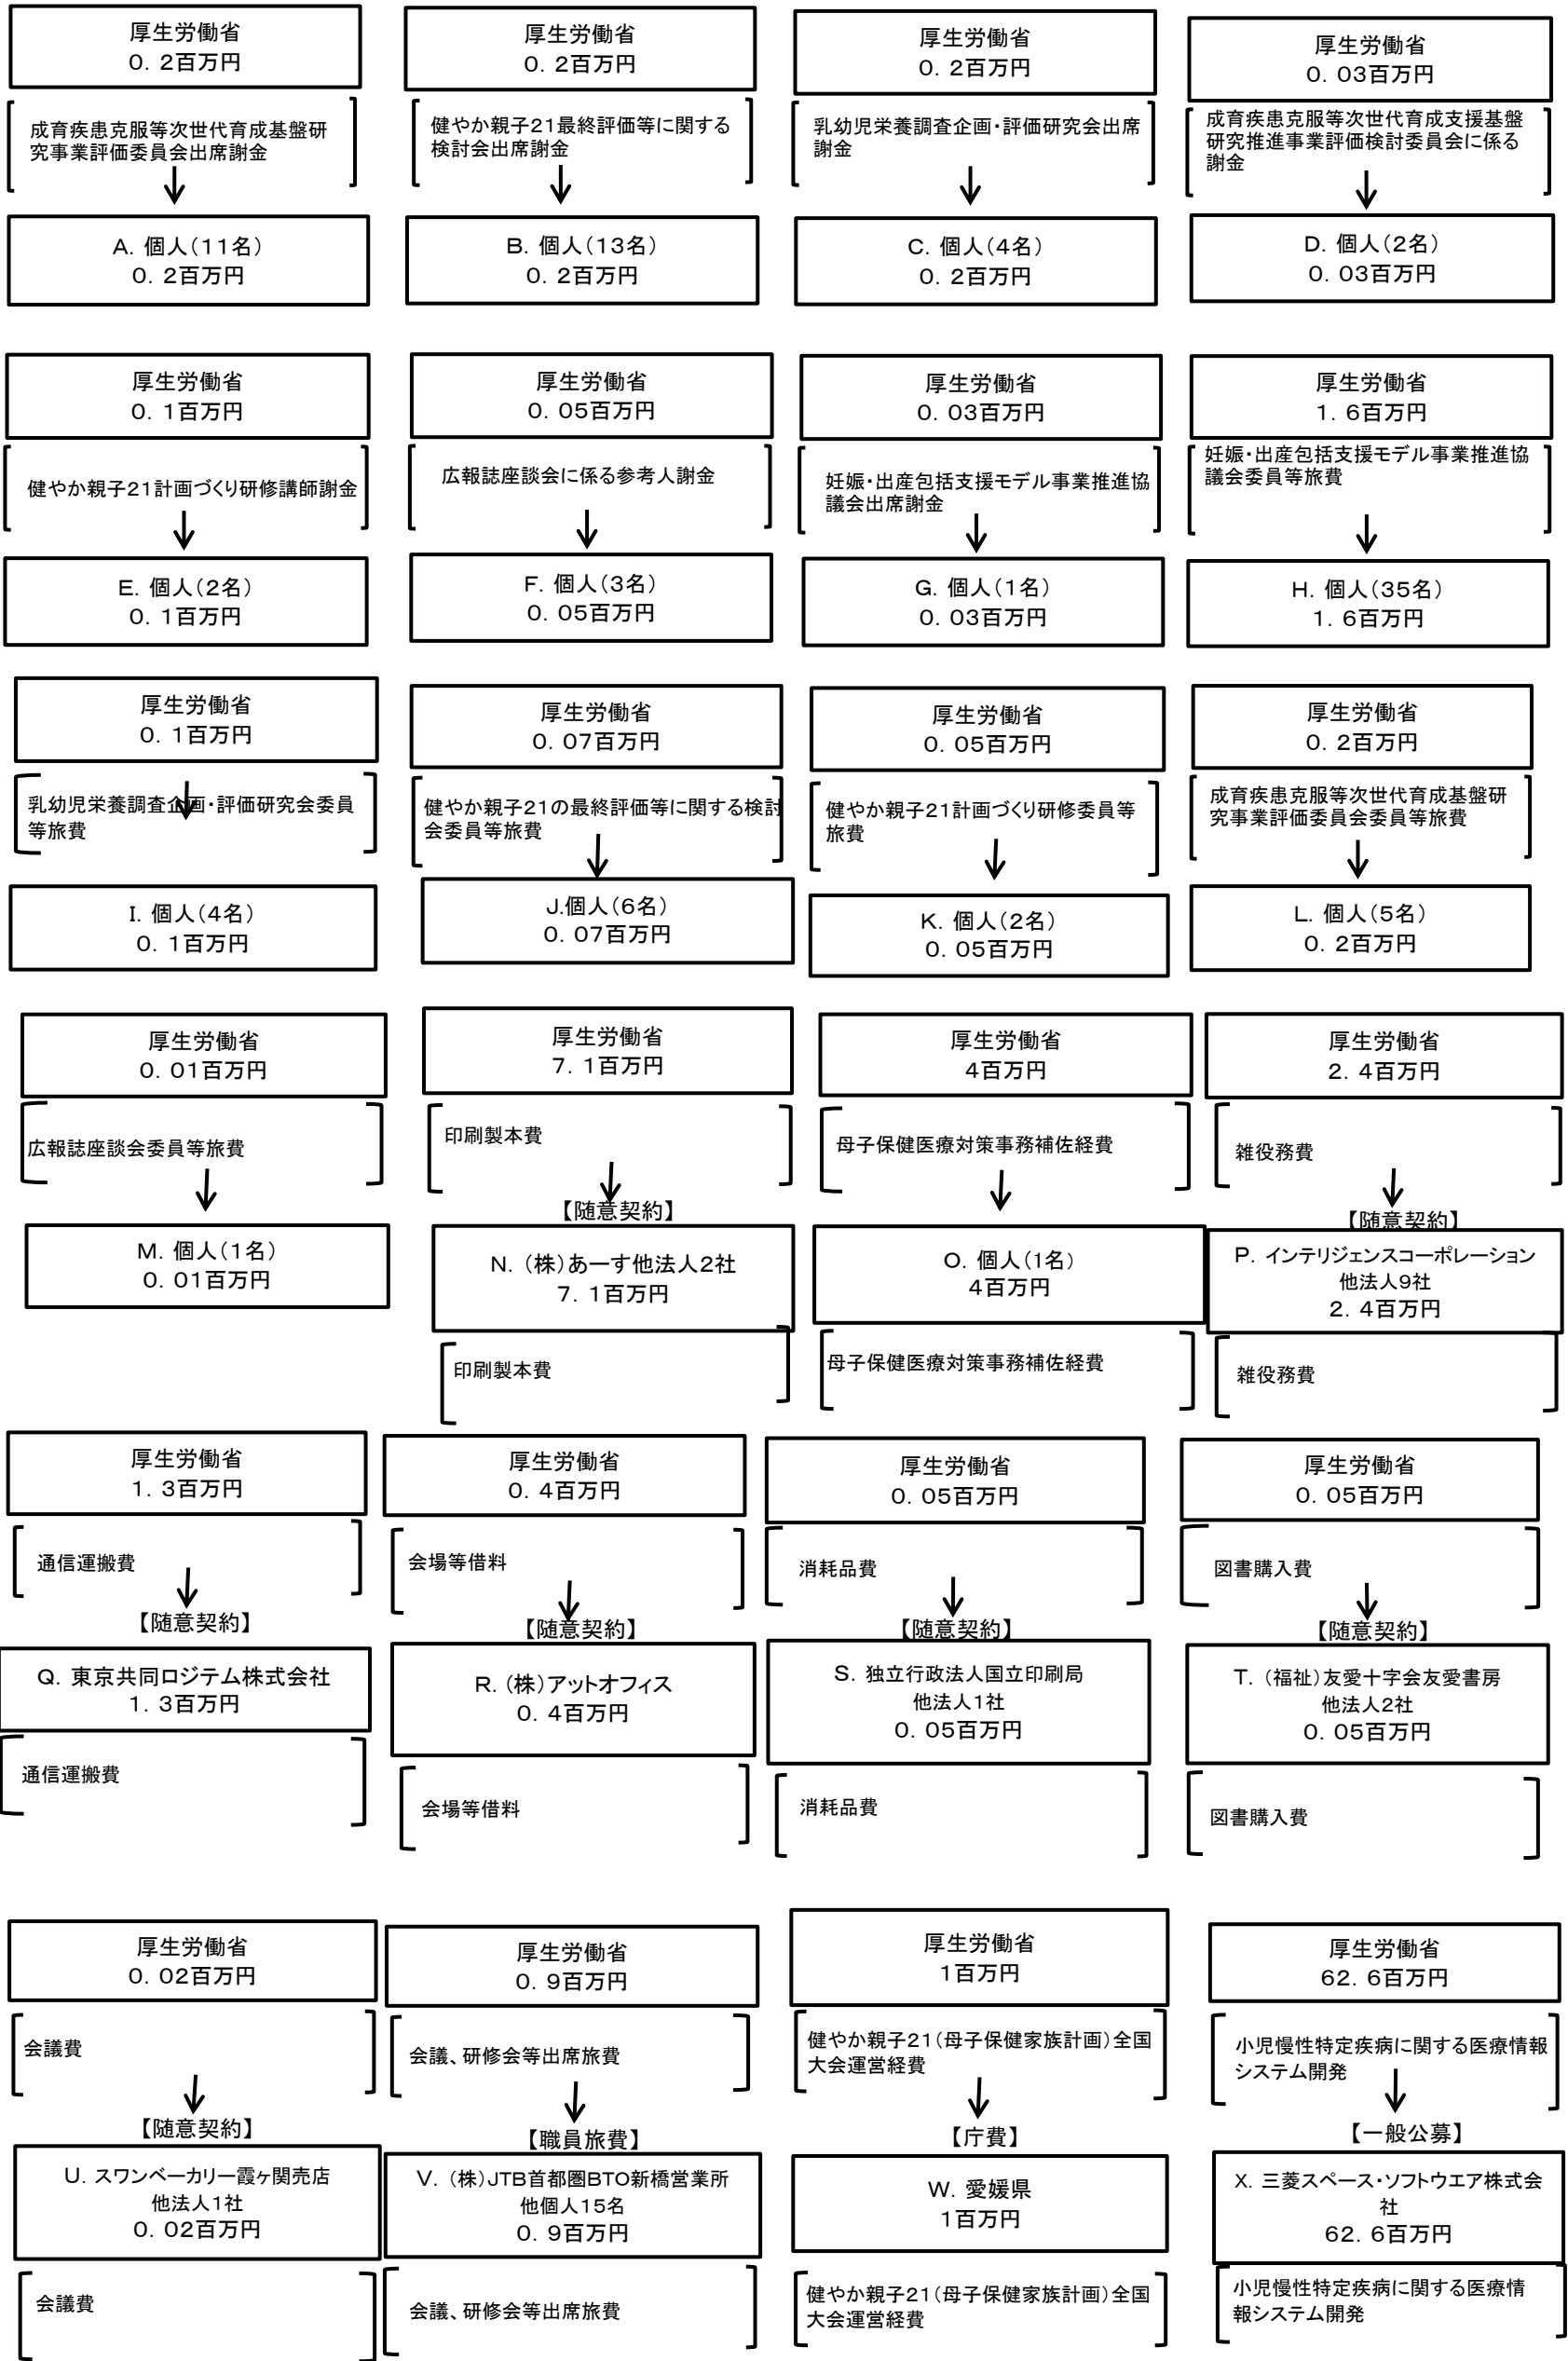 厚生労働省
０．２百万円
成育疾患克服等次世代育成基盤研
究事業評価委員会出席謝金
A．個人（１１名）
０．２百万円
厚生労働省
０．２百万円
健やか親子２１最終評価等に関する
検討会出席謝金
B．個人（１３名）
０．２百万円
厚生労働省
０．２百万円
乳幼児栄養調査企画・評価研究会出席
謝金
C．個人（４名）
０．２百万円
厚生労働省
０．０３百万円
成育疾患克服等次世代育成支援基盤
研究推進事業評価検討委員会に係る
謝金
D．個人（２名）
０．０３百万円
厚生労働省
０．１百万円
健やか親子２１計画づくり研修講師謝金
E．個人（２名）
０．１百万円
厚生労働省
０．０５百万円
広報誌座談会に係る参考人謝金
F．個人（３名）
０．０５百万円
厚生労働省
０．０３百万円
妊娠・出産包括支援モデル事業推進協
議会出席謝金
G．個人（１名）
０．０３百万円
厚生労働省
１．６百万円
妊娠・出産包括支援モデル事業推進協
議会委員等旅費
H．個人（３５名）
１．６百万円
厚生労働省
０．１百万円
乳幼児栄養調査企画・評価研究会委員
等旅費
I．個人（４名）
０．１百万円
厚生労働省
０．０７百万円
健やか親子２１の最終評価等に関する検討
会委員等旅費
J.個人（６名）
０．０７百万円
厚生労働省
０．０５百万円
健やか親子２１計画づくり研修委員等
旅費
K．個人（２名）
０．０５百万円
厚生労働省
０．２百万円
成育疾患克服等次世代育成基盤研
究事業評価委員会委員等旅費
L．個人（５名）
０．２百万円
厚生労働省
０．０１百万円
広報誌座談会委員等旅費
M．個人（１名）
０．０１百万円
厚生労働省
７．１百万円
印刷製本費
【随意契約】
N．（株）あーす他法人２社
７．１百万円
印刷製本費
厚生労働省
４百万円
母子保健医療対策事務補佐経費
O．個人（１名）
４百万円
母子保健医療対策事務補佐経費
厚生労働省
２．４百万円
雑役務費
【随意契約】
P．インテリジェンスコーポレーション
他法人９社
２．４百万円
雑役務費
厚生労働省
１．３百万円
通信運搬費
【随意契約】
Q．東京共同ロジテム株式会社
１．３百万円
通信運搬費
厚生労働省
０．４百万円
会場等借料
【随意契約】
R．（株）アットオフィス
０．４百万円
会場等借料
厚生労働省
０．０５百万円
消耗品費
【随意契約】
S．独立行政法人国立印刷局
他法人１社
０．０５百万円
消耗品費
厚生労働省
０．０５百万円
図書購入費
【随意契約】
T．（福祉）友愛十字会友愛書房
他法人２社
０．０５百万円
図書購入費
厚生労働省
０．０２百万円
会議費
【随意契約】
U．スワンベーカリー霞ヶ関売店
他法人１社
０．０２百万円
会議費
厚生労働省
０．９百万円
会議、研修会等出席旅費
【職員旅費】
V．（株）JTB首都圏BTO新橋営業所
他個人１５名
０．９百万円
会議、研修会等出席旅費
厚生労働省
１百万円
健やか親子２１（母子保健家族計画）全国
大会運営経費
【庁費】
W．愛媛県
１百万円
健やか親子２１（母子保健家族計画）全国
大会運営経費
厚生労働省
６２．６百万円
小児慢性特定疾病に関する医療情報
システム開発
【一般公募】
X．三菱スペース・ソフトウエア株式会
社
６２．６百万円
小児慢性特定疾病に関する医療情
報システム開発